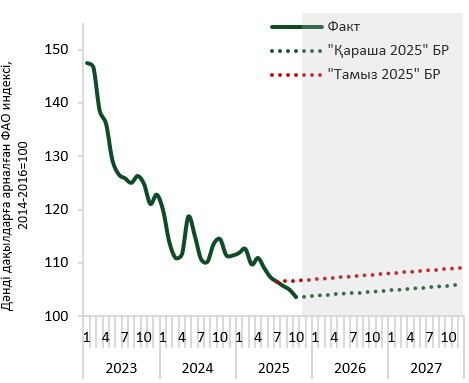 Дәнді дақылдарға арналған ФАО индексі,
2014-2016=100
Факт
"Қараша 2025" БР
"Тамыз 2025" БР
150
140
130
120
110
100
1 4 7 10 1 4 7 10 1 4 7 10 1 4 7 10 1 4 7 10
2023 2024 2025 2026 2027